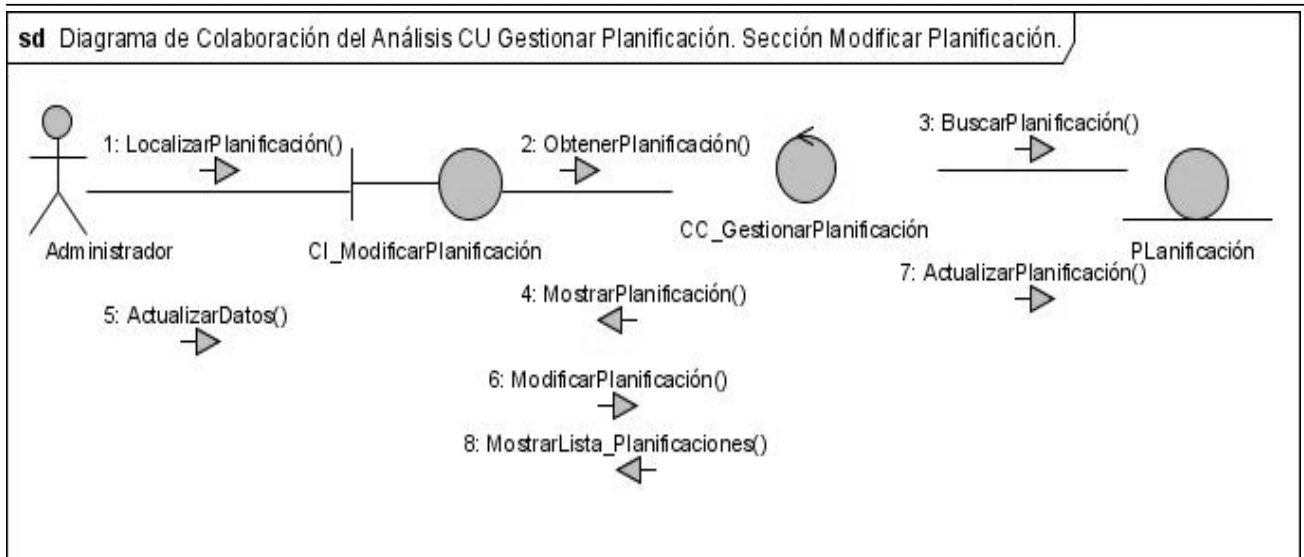 sd Diagrama de Colaboración del Análisis CU Gestionar Planificación. Sección Modificar Planificación.
1: LocalizarPlanificación()
2: ObtenerPlanificación()
3: BuscarPlanificación()
Administrador
CI_ModificarPlanificación
CC_GestionarPlanificación
PLanificación
5: ActualizarDatos()
4: MostrarPlanificación()
7: ActualizarPlanificación()
6: ModificarPlanificación()
8: MostrarLista_Planificaciones()